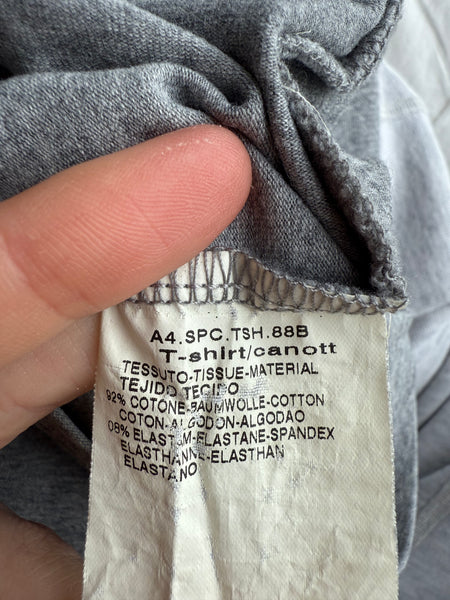 A4.SPC.TSH.88B
T-shirt/canott
TESSUTO-TISSUE-MATERIAL
TEJIDO TECIDO
92% COTONE-BAUMWOLLE-COTTON
COTON-ALGODON-ALGODAO
08% ELASTAM-ELASTANE-SPANDEX
ELASTHANNE-ELASTHAN
ELASTANO